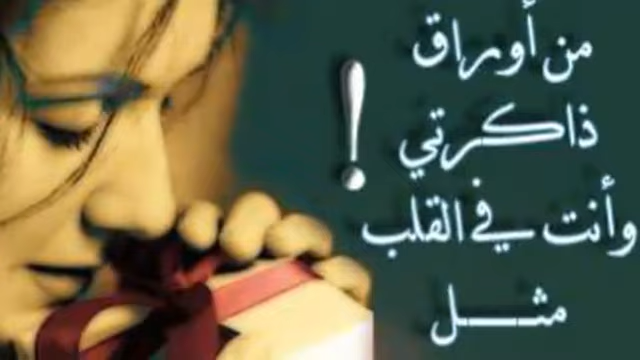 من أوراق
ذاكرتي !
وأنت في القلب
مثل